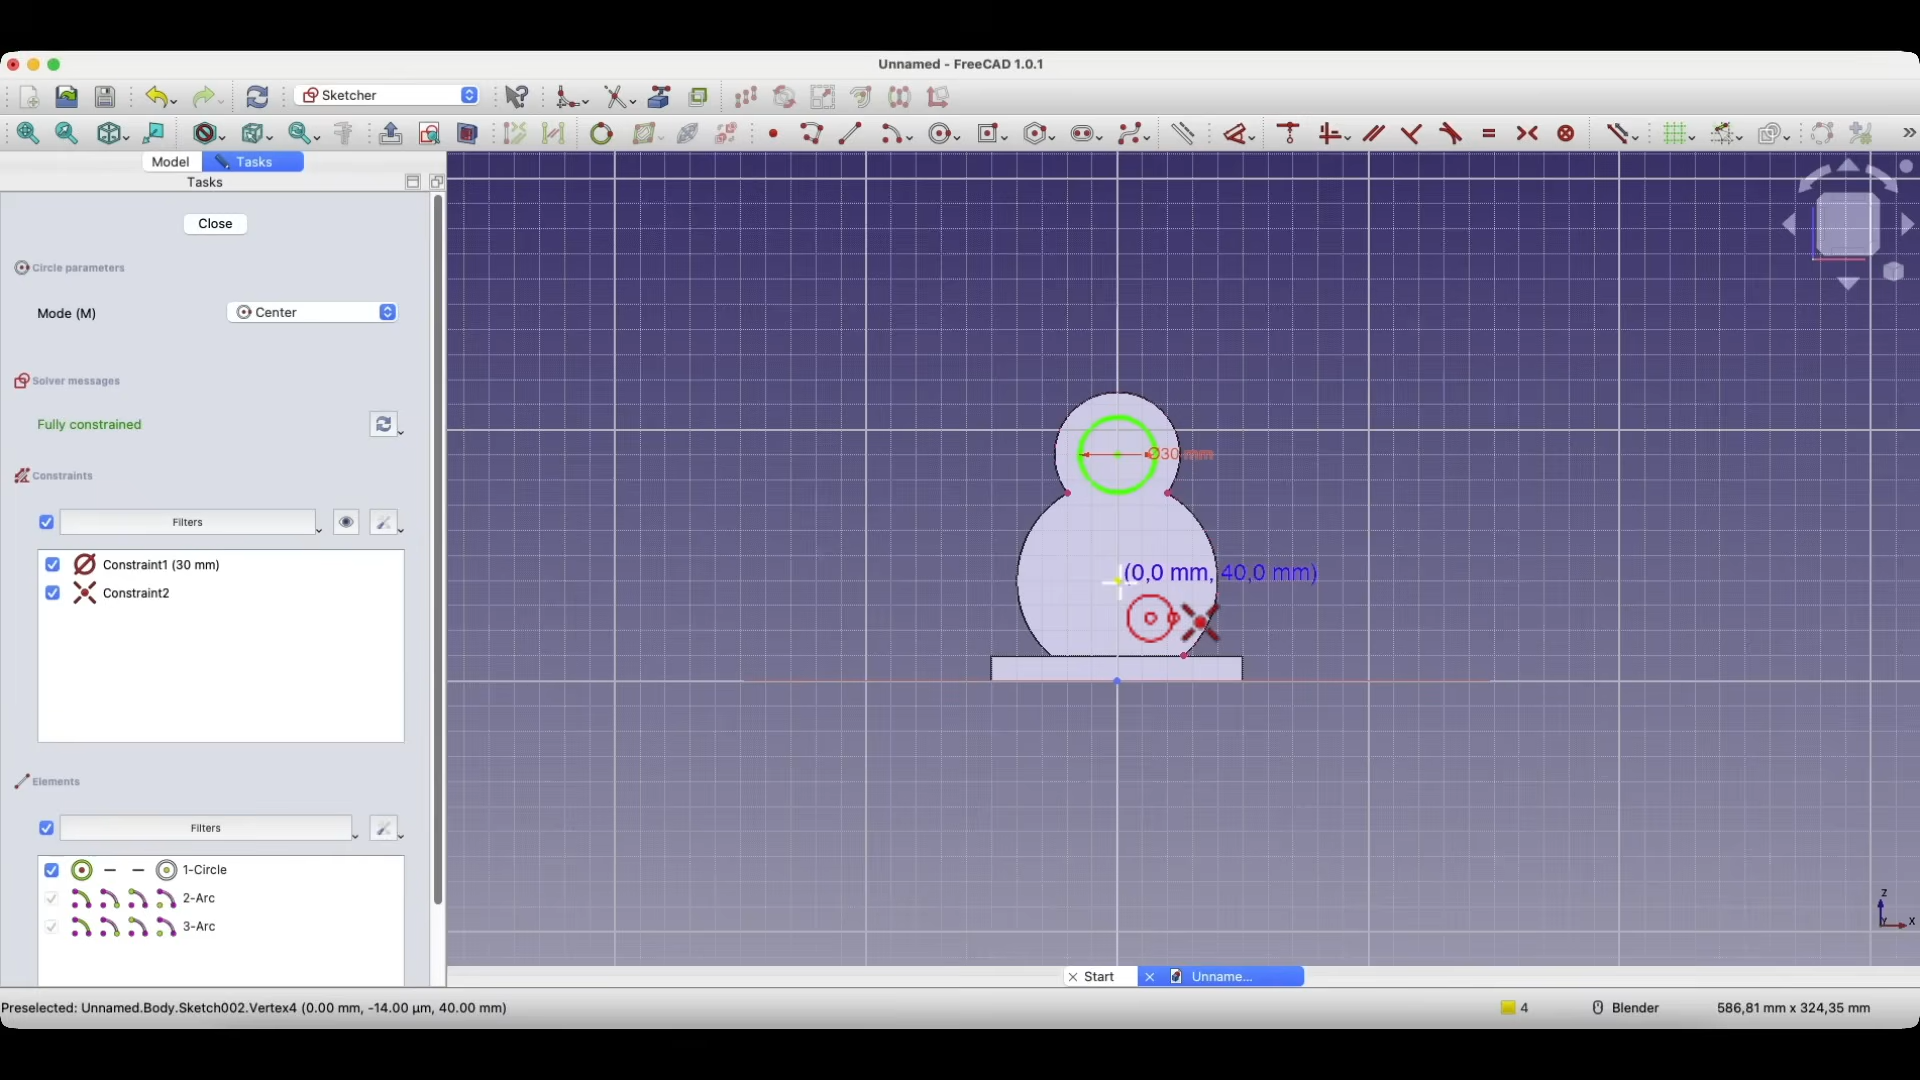 Unnamed - FreeCAD 1.0.1
Sketcher
Model
Tasks
Tasks
Close
Circle parameters
Mode (M)
Center
Solver messages
Fully constrained
Constraints
Filters
Constraint1 (30 mm)
Constraint2
Elements
Filters
1-Circle
2-Arc
3-Arc
Ø30 mm
(0,0 mm, 40,0 mm)
Z
Y
X
Start
Unname...
Preselected: Unnamed.Body.Sketch002.Vertex4 (0.00 mm, -14.00 µm, 40.00 mm)
4
Blender
586,81 mm x 324,35 mm